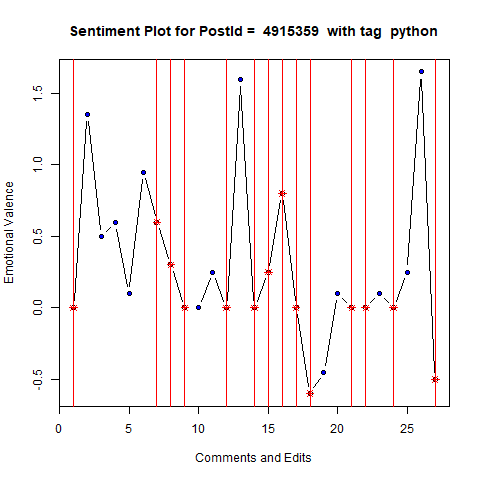 Sentiment Plot for PostId =  4915359  with tag  python
Emotional Valence
1.5
1.0
0.5
0.0
-0.5
0 5 10 15 20 25
Comments and Edits